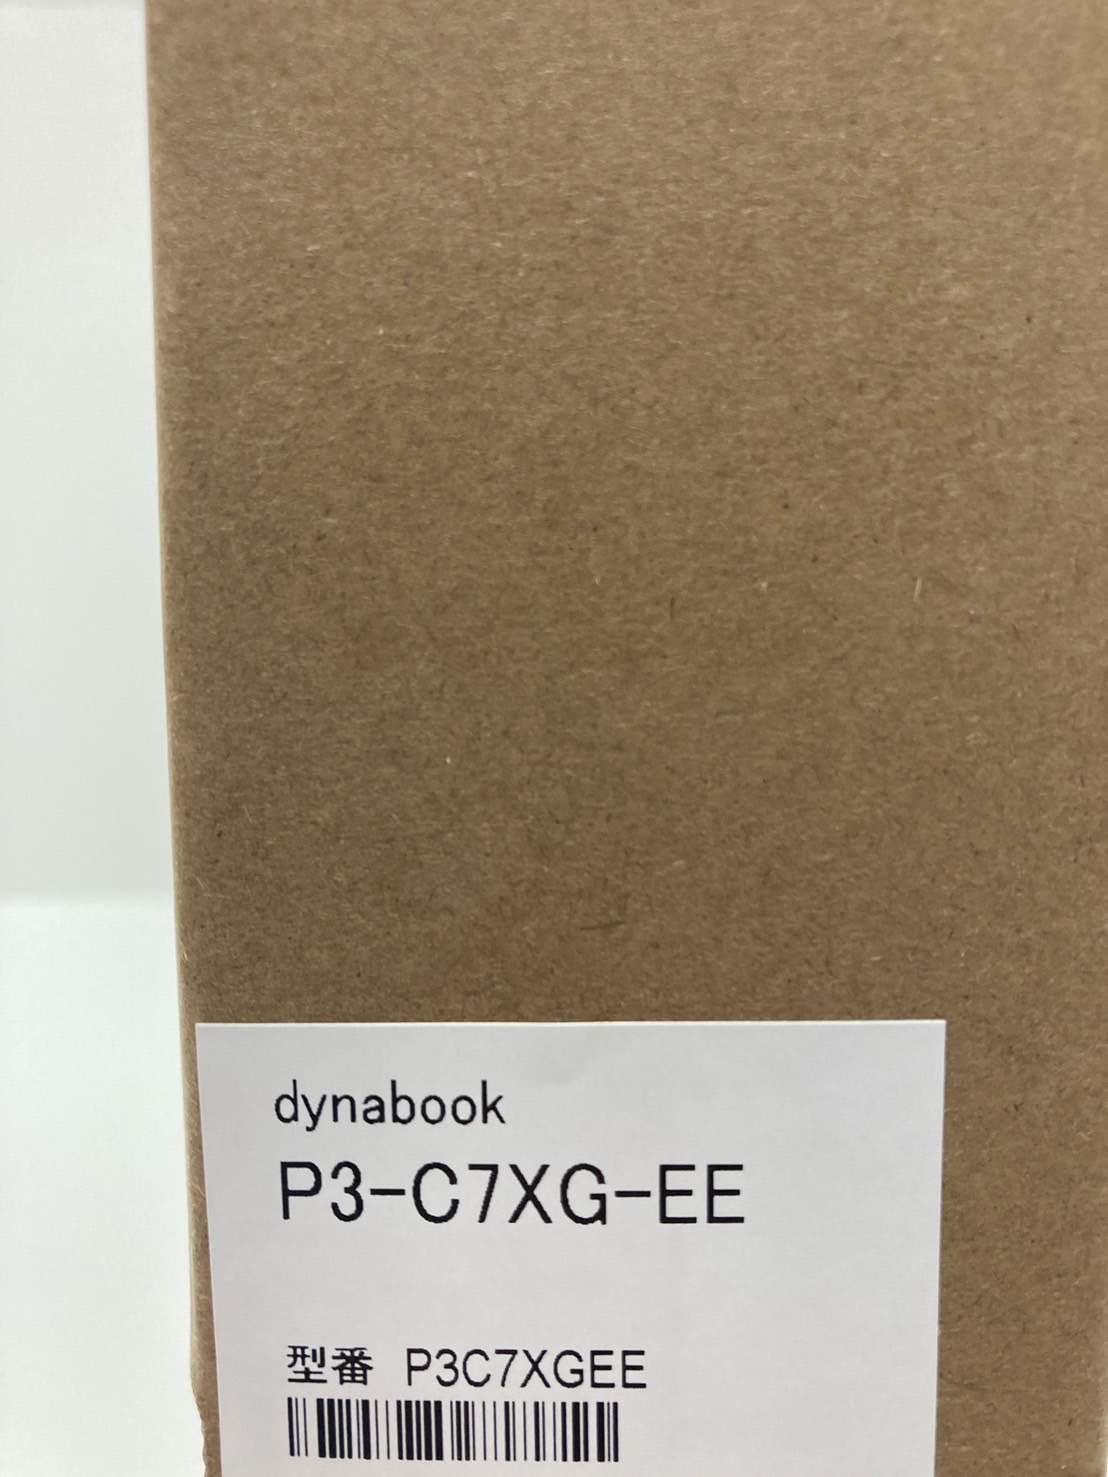 dynabook
P3-C7XG-EE
型番 P3C7XGEE